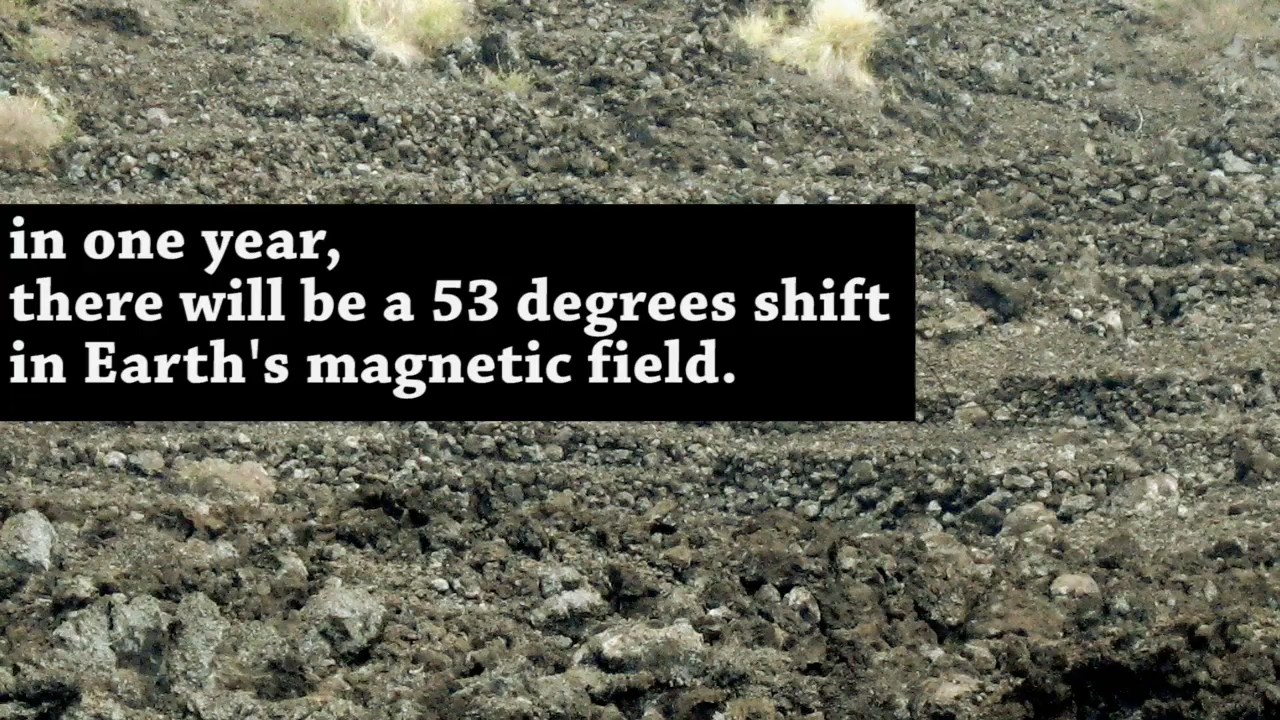 in one year,
there will be a 53 degrees shift
in Earth's magnetic field.